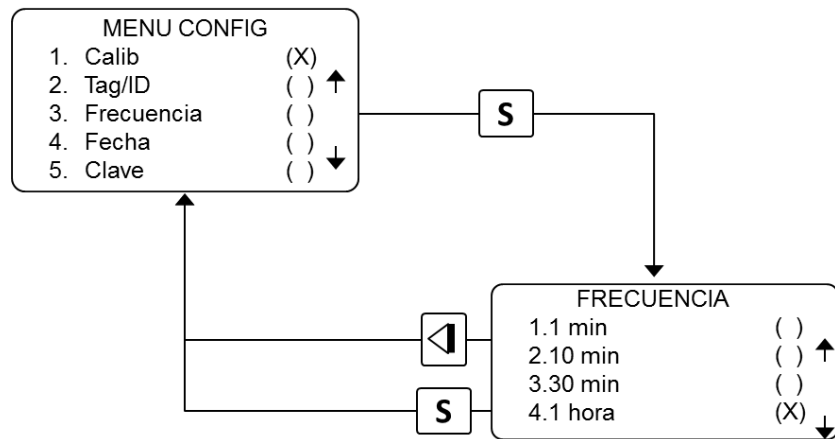 MENU CONFIG
1. Calib (X)
2. Tag/ID ( )
3. Frecuencia ( )
4. Fecha ( )
5. Clave ( )
S
FRECUENCIA
1.1 min ( )
2.10 min ( )
3.30 min ( )
4.1 hora (X)
S